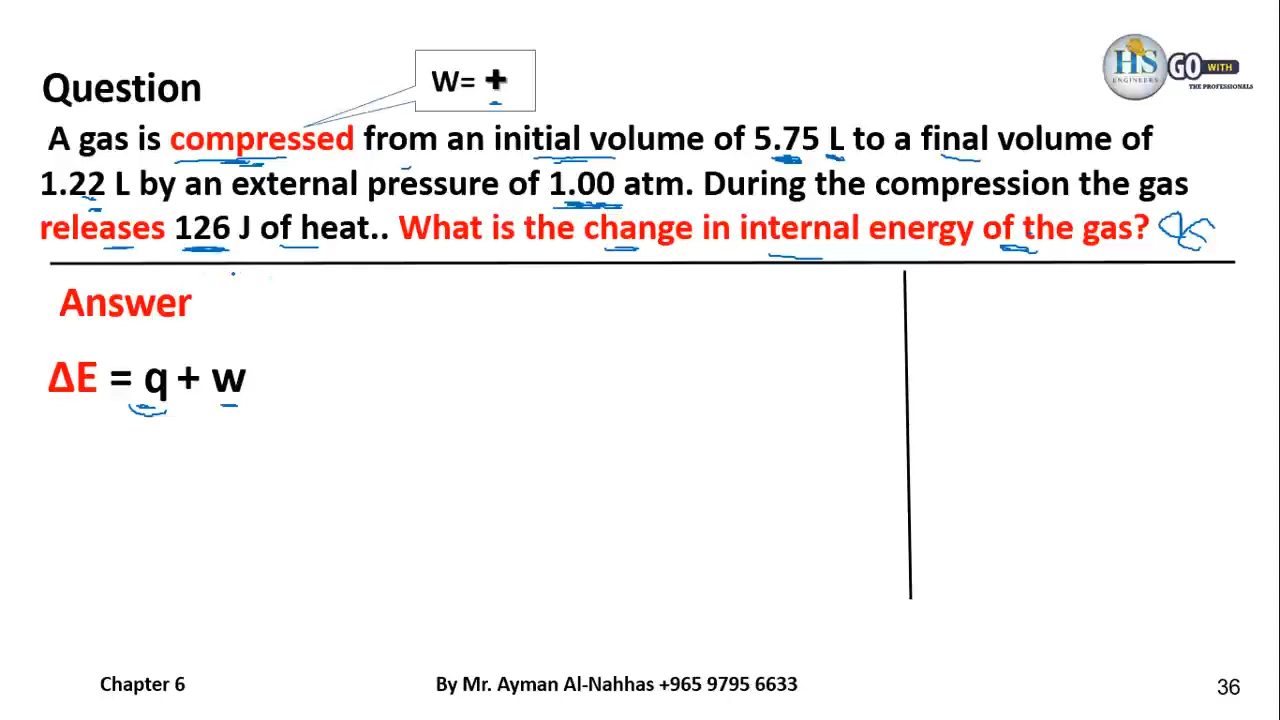 W= +
HS
ENGINEERS
GO WITH
THE PROFESSIONALS
Question
A gas is compressed from an initial volume of 5.75 L to a final volume of
1.22 L by an external pressure of 1.00 atm. During the compression the gas
releases 126 J of heat.. What is the change in internal energy of the gas?
Answer
ΔE = q + w
Chapter 6
By Mr. Ayman Al-Nahhas +965 9795 6633
36